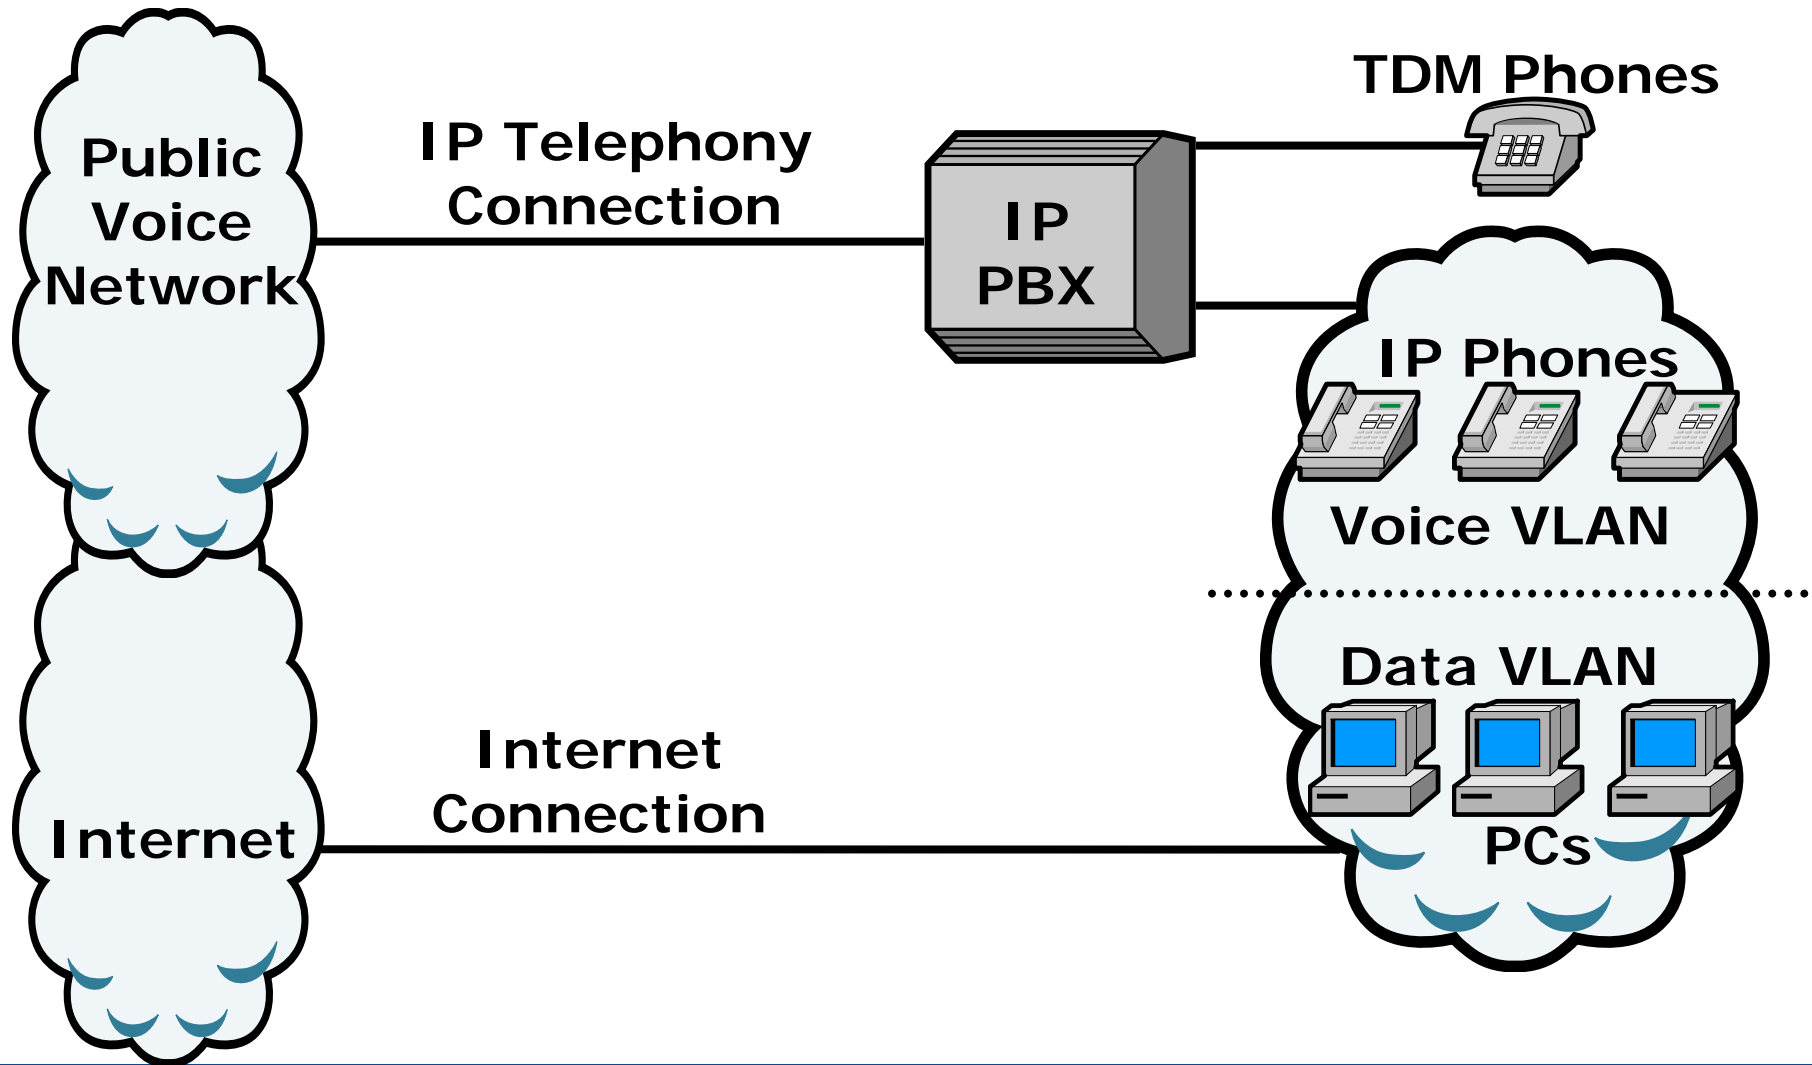 Public
Voice
Network
IP Telephony
Connection
IP
PBX
TDM Phones
IP Phones
Voice VLAN
Data VLAN
PCs
Internet
Connection
Internet